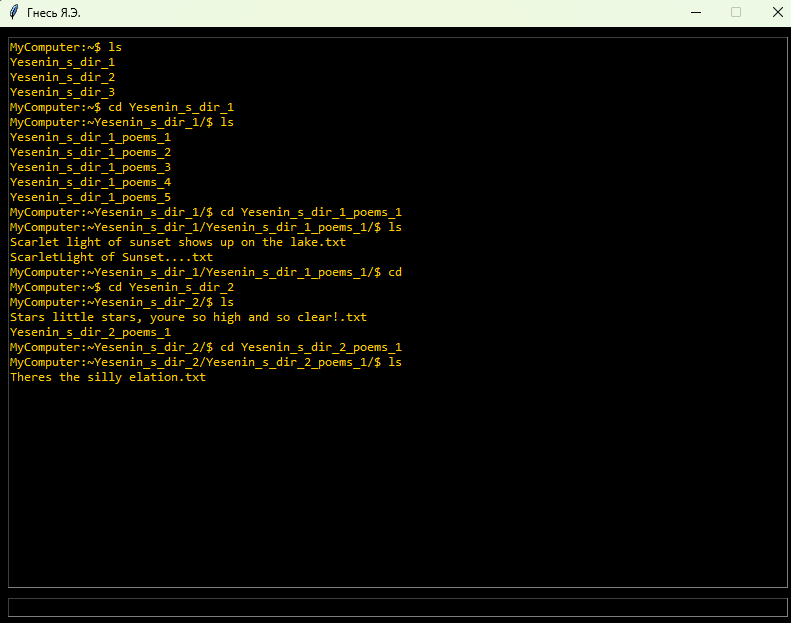 Гнесь Я.Э.
MyComputer:~$ ls
Yesenin_s_dir_1
Yesenin_s_dir_2
Yesenin_s_dir_3
MyComputer:~$ cd Yesenin_s_dir_1
MyComputer:~Yesenin_s_dir_1/$ ls
Yesenin_s_dir_1_poems_1
Yesenin_s_dir_1_poems_2
Yesenin_s_dir_1_poems_3
Yesenin_s_dir_1_poems_4
Yesenin_s_dir_1_poems_5
MyComputer:~Yesenin_s_dir_1/$ cd Yesenin_s_dir_1_poems_1
MyComputer:~Yesenin_s_dir_1/Yesenin_s_dir_1_poems_1/$ ls
Scarlet light of sunset shows up on the lake.txt
ScarletLight of Sunset....txt
MyComputer:~Yesenin_s_dir_1/Yesenin_s_dir_1_poems_1/$ cd
MyComputer:~$ cd Yesenin_s_dir_2
MyComputer:~Yesenin_s_dir_2/$ ls
Stars little stars, youre so high and so clear!.txt
Yesenin_s_dir_2_poems_1
MyComputer:~Yesenin_s_dir_2/$ cd Yesenin_s_dir_2_poems_1
MyComputer:~Yesenin_s_dir_2/Yesenin_s_dir_2_poems_1/$ ls
Theres the silly elation.txt